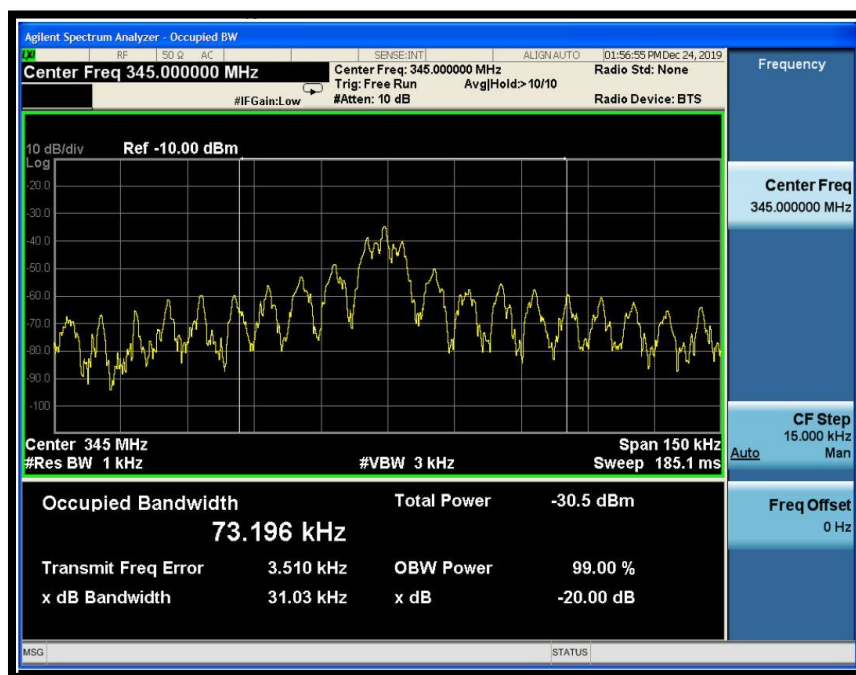 Agilent Spectrum Analyzer - Occupied BW
LXI RF 50 Ω AC SENSE:INT ALIGN AUTO 01:56:55 PM Dec 24, 2019
Center Freq 345.000000 MHz Center Freq: 345.000000 MHz Radio Std: None
Trig: Free Run Avg|Hold:> 10/10
#IFGain:Low #Atten: 10 dB Radio Device: BTS
10 dB/div Ref -10.00 dBm
Log
-20.0
-30.0
-40.0
-50.0
-60.0
-70.0
-80.0
-90.0
-100
Center 345 MHz Span 150 kHz
#Res BW 1 kHz #VBW 3 kHz Sweep 185.1 ms
Occupied Bandwidth Total Power -30.5 dBm
73.196 kHz
Transmit Freq Error 3.510 kHz OBW Power 99.00 %
x dB Bandwidth 31.03 kHz x dB -20.00 dB
MSG STATUS
Frequency
Center Freq
345.000000 MHz
CF Step
15.000 kHz
Auto Man
Freq Offset
0 Hz